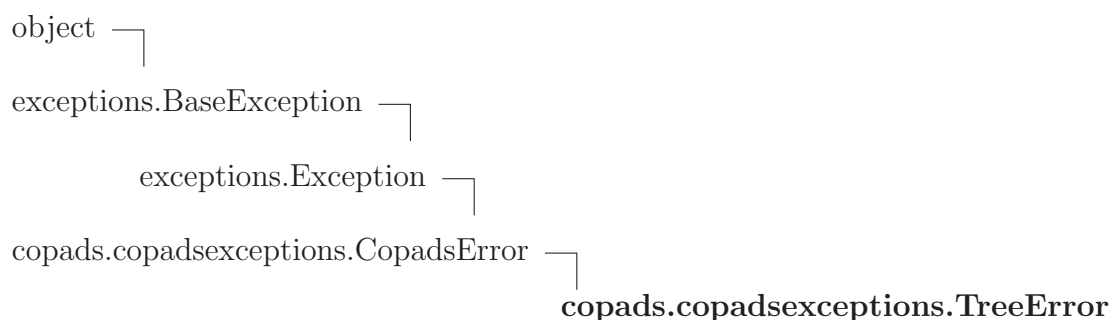 object
exceptions.BaseException
exceptions.Exception
copads.copadsexceptions.CopadsError
copads.copadsexceptions.TreeError